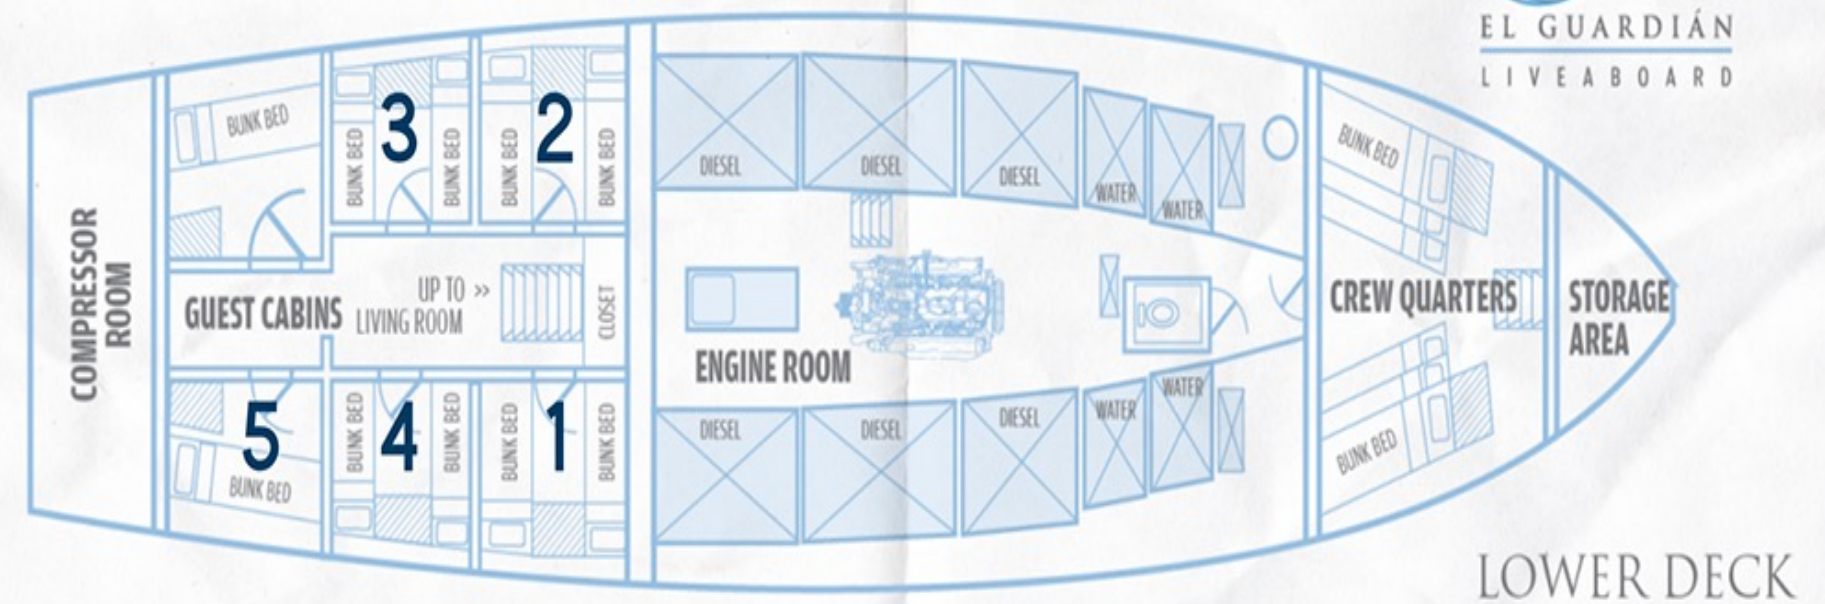 EL GUARDIÁN
LIVEABOARD
COMPRESSOR
ROOM
BUNK BED
BUNK BED
3
BUNK BED
BUNK BED
2
BUNK BED
GUEST CABINS
UP TO >>
LIVING ROOM
CLOSET
5
BUNK BED
BUNK BED
4
BUNK BED
BUNK BED
1
BUNK BED
DIESEL
DIESEL
DIESEL
WATER
WATER
ENGINE ROOM
DIESEL
DIESEL
DIESEL
WATER
WATER
BUNK BED
CREW QUARTERS
BUNK BED
STORAGE
AREA
LOWER DECK